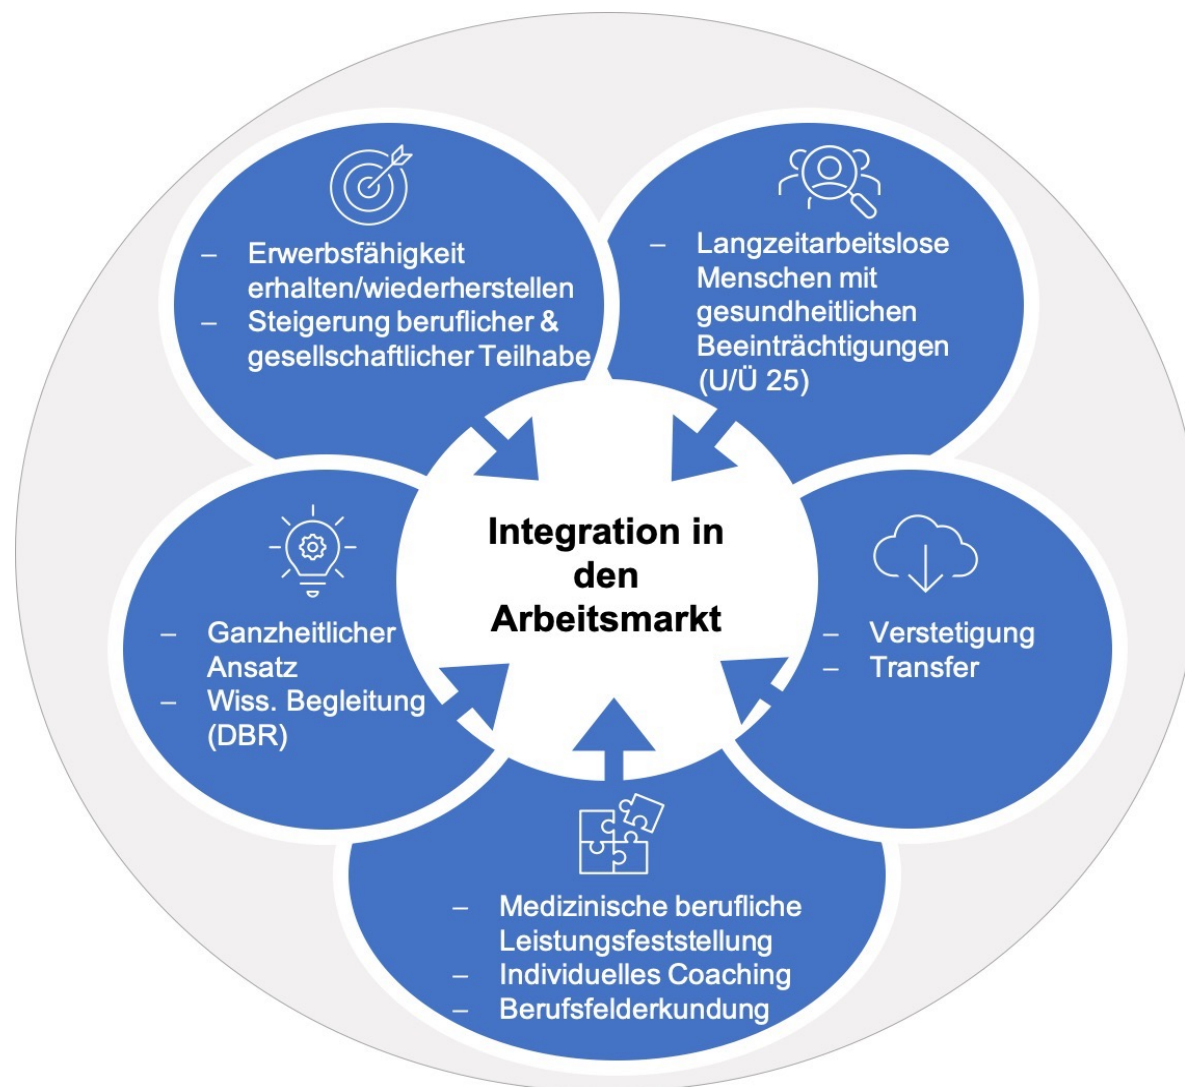 – Erwerbsfähigkeit
erhalten/wiederherstellen
– Steigerung beruflicher &
gesellschaftlicher Teilhabe
– Langzeitarbeitslose
Menschen mit
gesundheitlichen
Beeinträchtigungen
(U/Ü 25)
Integration in
den
Arbeitsmarkt
– Ganzheitlicher
Ansatz
– Wiss. Begleitung
(DBR)
– Verstetigung
– Transfer
– Medizinische berufliche
Leistungsfeststellung
– Individuelles Coaching
– Berufsfelderkundung